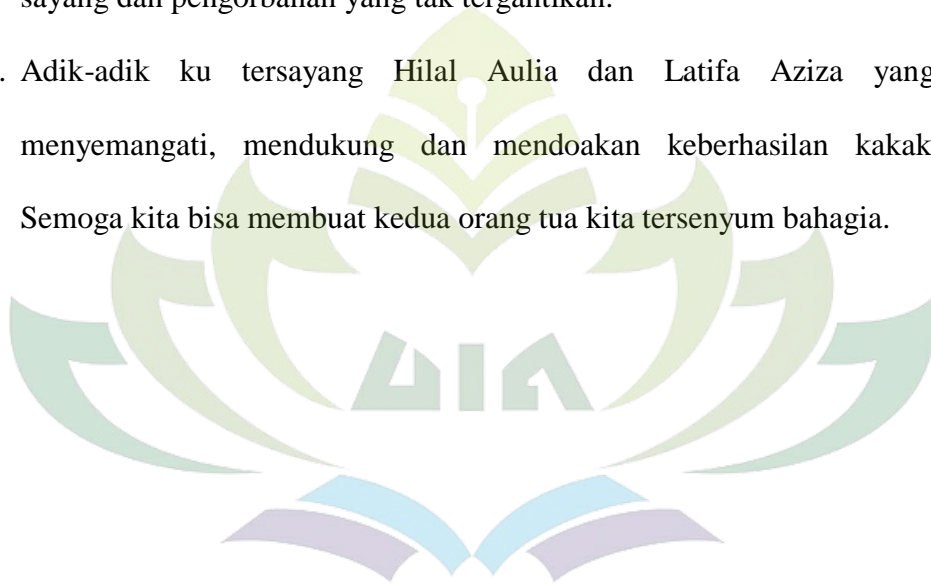 sayang dan pengorbanan yang tak tergantikan.
. Adik-adik ku tersayang Hilal Aulia dan Latifa Aziza yang
menyemangati, mendukung dan mendoakan keberhasilan kakak
Semoga kita bisa membuat kedua orang tua kita tersenyum bahagia.
UIN